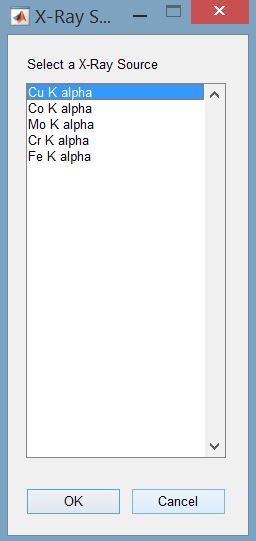 X-Ray S...
Select a X-Ray Source
Cu K alpha
Co K alpha
Mo K alpha
Cr K alpha
Fe K alpha
OK
Cancel